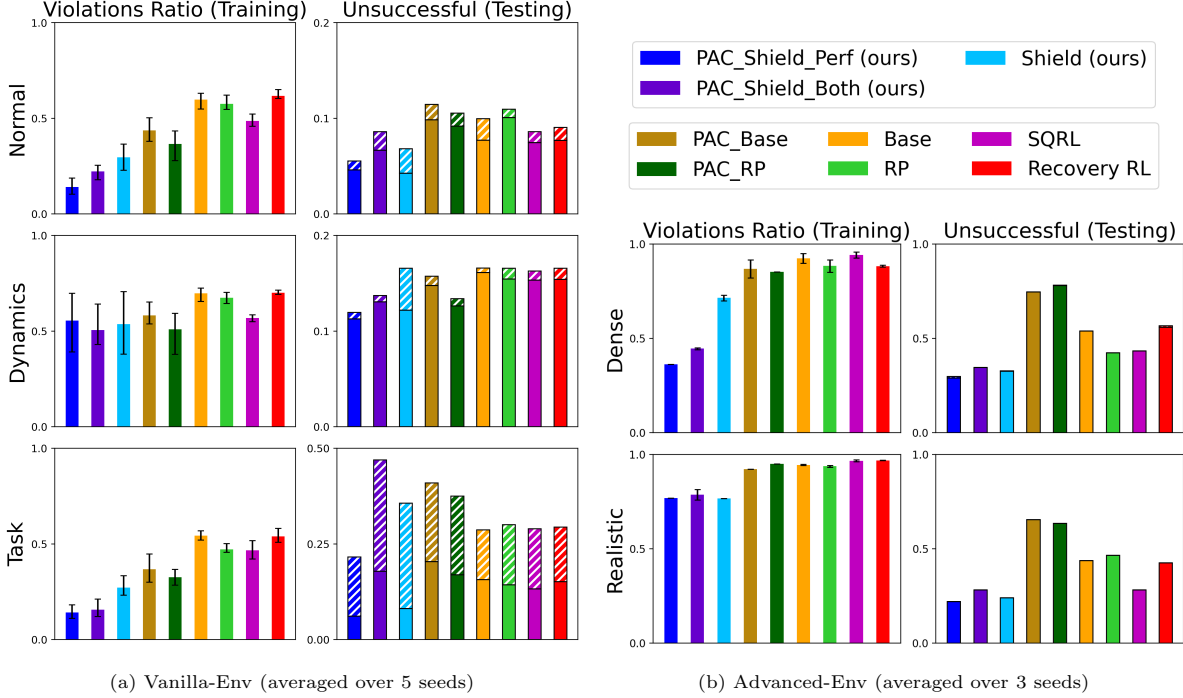 Violations Ratio (Training)
Unsuccessful (Testing)
Normal
1.0
0.5
0.0
0.2
0.1
0.0
Dynamics
1.0
0.5
0.0
0.2
0.1
0.0
Task
1.0
0.5
0.0
0.50
0.25
0.00
(a) Vanilla-Env (averaged over 5 seeds)
PAC_Shield_Perf (ours)
Shield (ours)
PAC_Shield_Both (ours)
PAC_Base
Base
SQRL
PAC_RP
RP
Recovery RL
Violations Ratio (Training)
Unsuccessful (Testing)
Dense
1.0
0.5
0.0
1.0
0.5
0.0
Realistic
1.0
0.5
0.0
1.0
0.5
0.0
(b) Advanced-Env (averaged over 3 seeds)